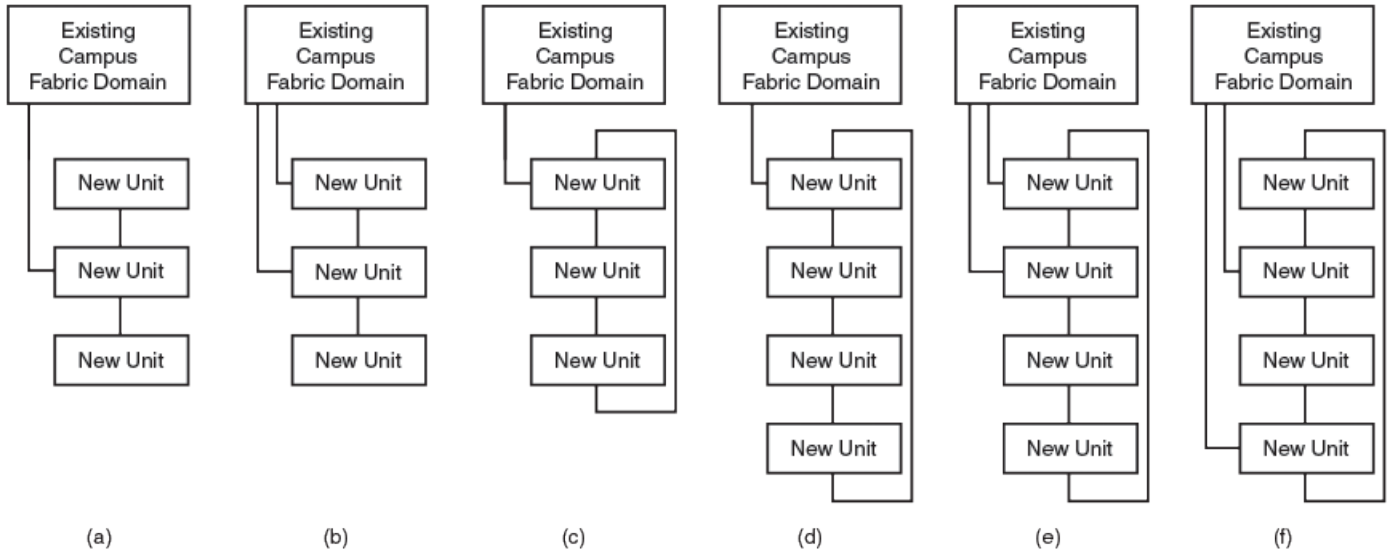 Existing
Campus
Fabric Domain
New Unit
New Unit
New Unit
(a)
Existing
Campus
Fabric Domain
New Unit
New Unit
New Unit
(b)
Existing
Campus
Fabric Domain
New Unit
New Unit
New Unit
(c)
Existing
Campus
Fabric Domain
New Unit
New Unit
New Unit
New Unit
(d)
Existing
Campus
Fabric Domain
New Unit
New Unit
New Unit
New Unit
(e)
Existing
Campus
Fabric Domain
New Unit
New Unit
New Unit
New Unit
(f)